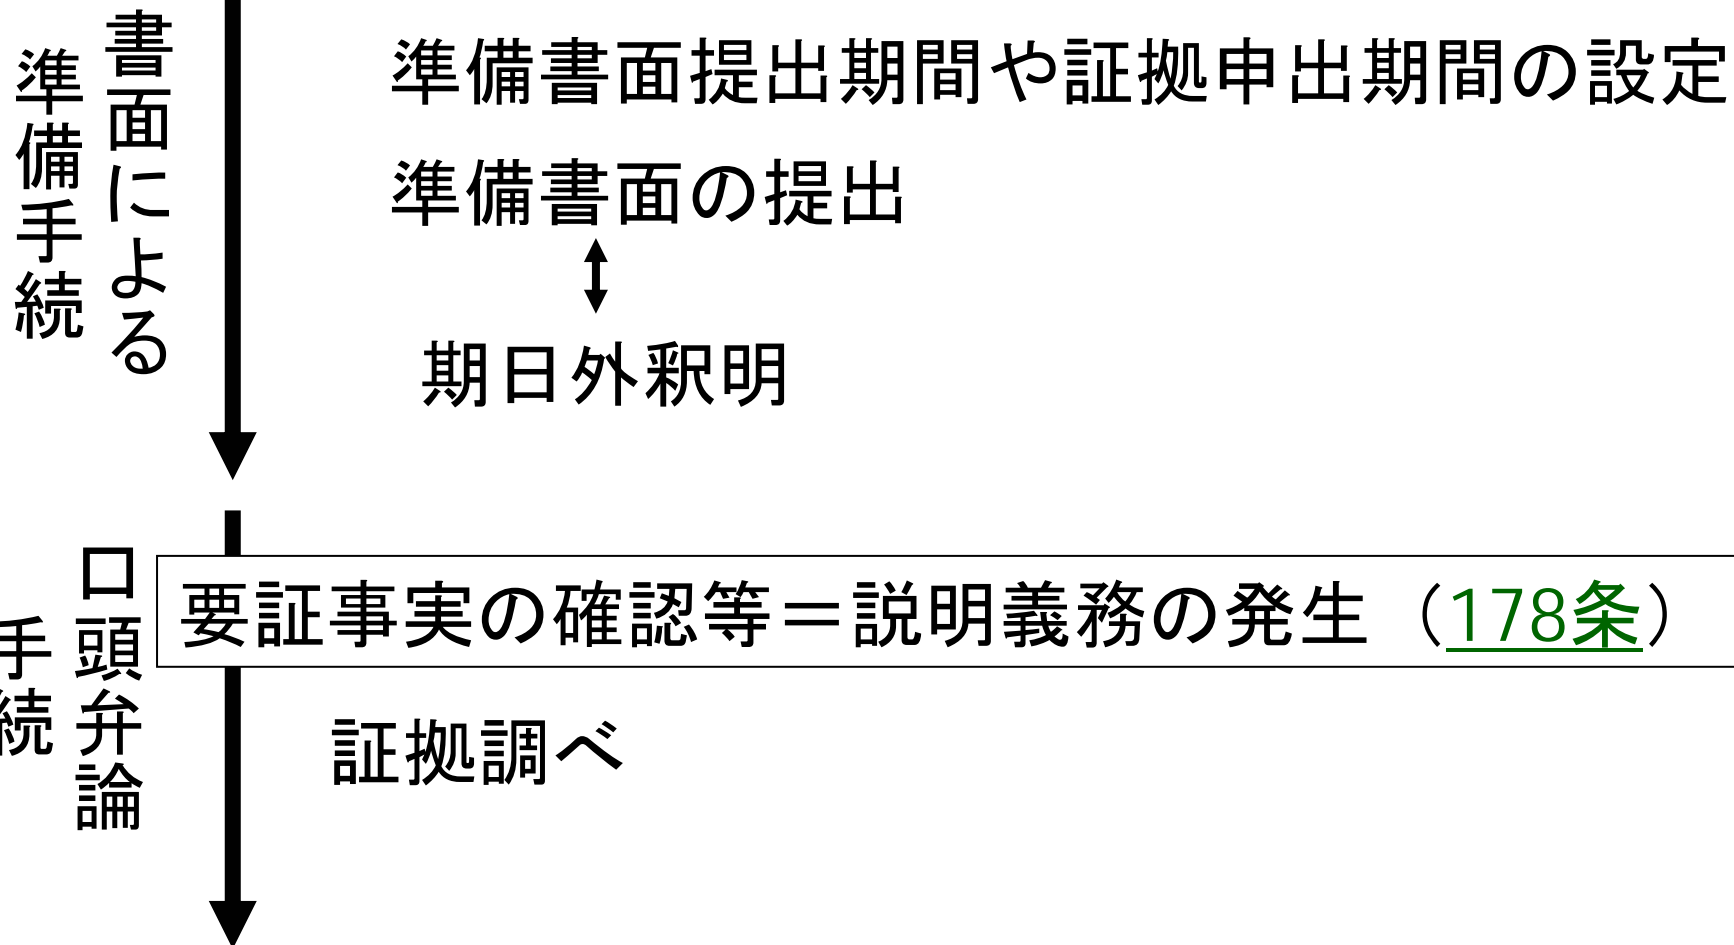 書面による
準備手続
準備書面提出期間や証拠申出期間の設定
準備書面の提出
期日外釈明
口頭弁論
手続
要証事実の確認等＝説明義務の発生（178条）
証拠調べ